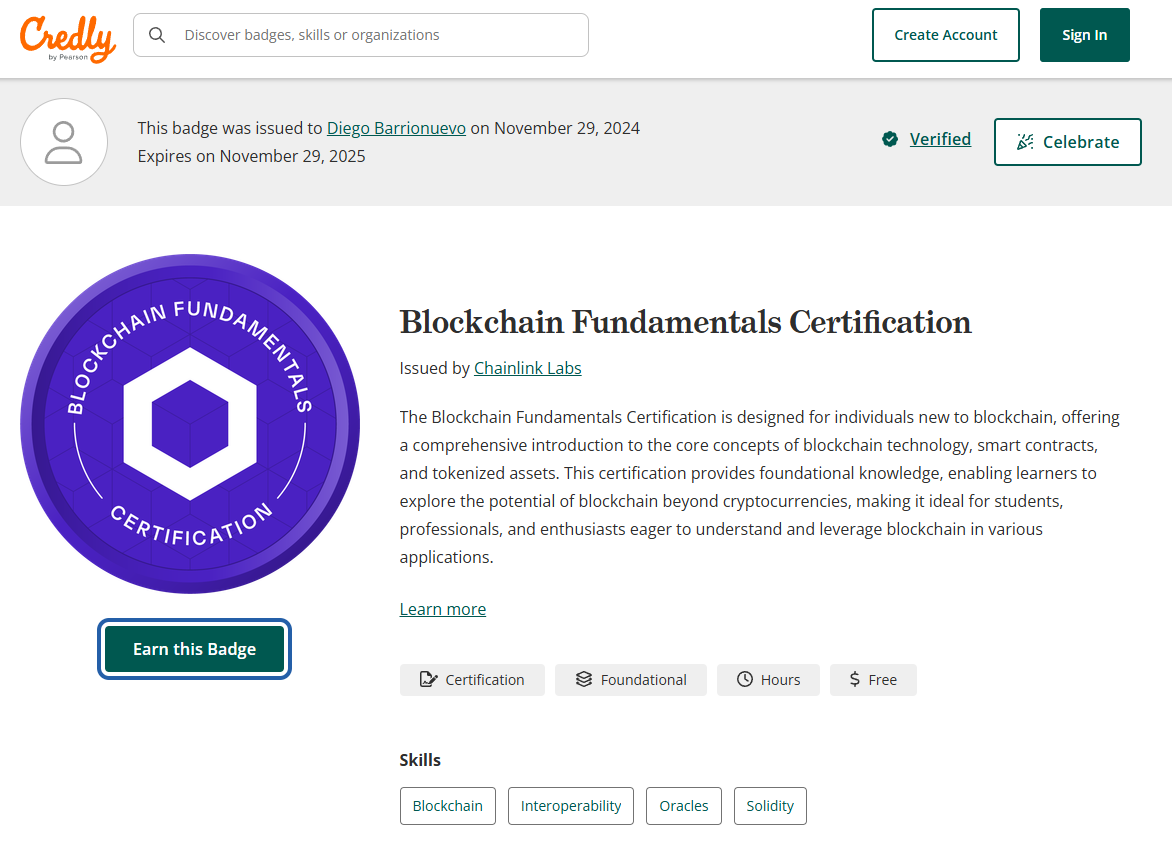 Credly
by Pearson
Discover badges, skills or organizations
Create Account
Sign In
This badge was issued to Diego Barrionuevo on November 29, 2024
Expires on November 29, 2025
Verified
Celebrate
BLOCKCHAIN FUNDAMENTALS
CERTIFICATION
Earn this Badge
Blockchain Fundamentals Certification
Issued by Chainlink Labs
The Blockchain Fundamentals Certification is designed for individuals new to blockchain, offering
a comprehensive introduction to the core concepts of blockchain technology, smart contracts,
and tokenized assets. This certification provides foundational knowledge, enabling learners to
explore the potential of blockchain beyond cryptocurrencies, making it ideal for students,
professionals, and enthusiasts eager to understand and leverage blockchain in various
applications.
Learn more
Certification
Foundational
Hours
$ Free
Skills
Blockchain
Interoperability
Oracles
Solidity